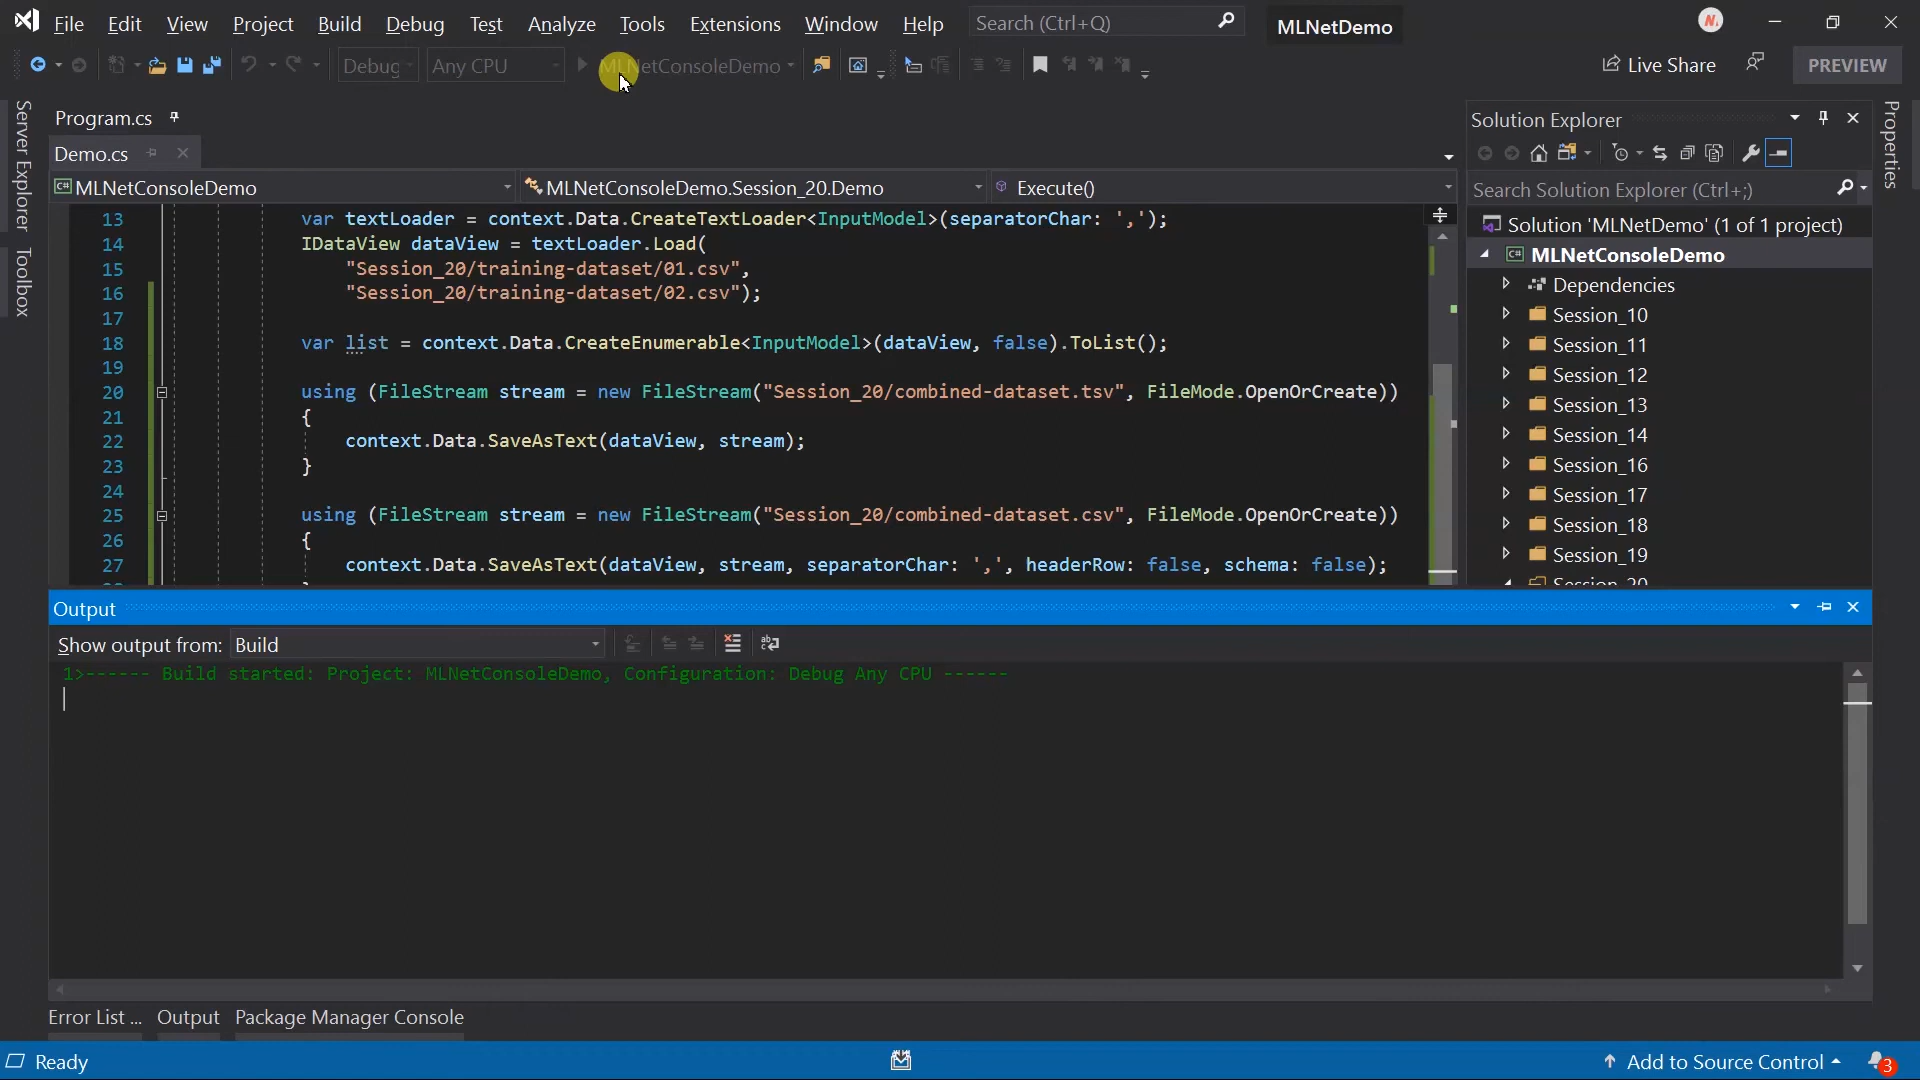 File Edit View Project Build Debug Test Analyze Tools Extensions Window Help Search (Ctrl+Q) MLNetDemo
Debug Any CPU MLNetConsoleDemo Live Share PREVIEW
Server Explorer
Toolbox
Program.cs
Demo.cs
MLNetConsoleDemo MLNetConsoleDemo.Session_20.Demo Execute()
13 var textLoader = context.Data.CreateTextLoader<InputModel>(separatorChar: ',');
14 IDataView dataView = textLoader.Load(
15 "Session_20/training-dataset/01.csv",
16 "Session_20/training-dataset/02.csv");
17
18 var list = context.Data.CreateEnumerable<InputModel>(dataView, false).ToList();
19
20 using (FileStream stream = new FileStream("Session_20/combined-dataset.tsv", FileMode.OpenOrCreate))
21 {
22 context.Data.SaveAsText(dataView, stream);
23 }
24
25 using (FileStream stream = new FileStream("Session_20/combined-dataset.csv", FileMode.OpenOrCreate))
26 {
27 context.Data.SaveAsText(dataView, stream, separatorChar: ',', headerRow: false, schema: false);
Solution Explorer
Search Solution Explorer (Ctrl+;)
Solution 'MLNetDemo' (1 of 1 project)
MLNetConsoleDemo
Dependencies
Session_10
Session_11
Session_12
Session_13
Session_14
Session_16
Session_17
Session_18
Session_19
Session_20
Properties
Output
Show output from: Build
1>------ Build started: Project: MLNetConsoleDemo, Configuration: Debug Any CPU ------
Error List ... Output Package Manager Console
Ready Add to Source Control 3